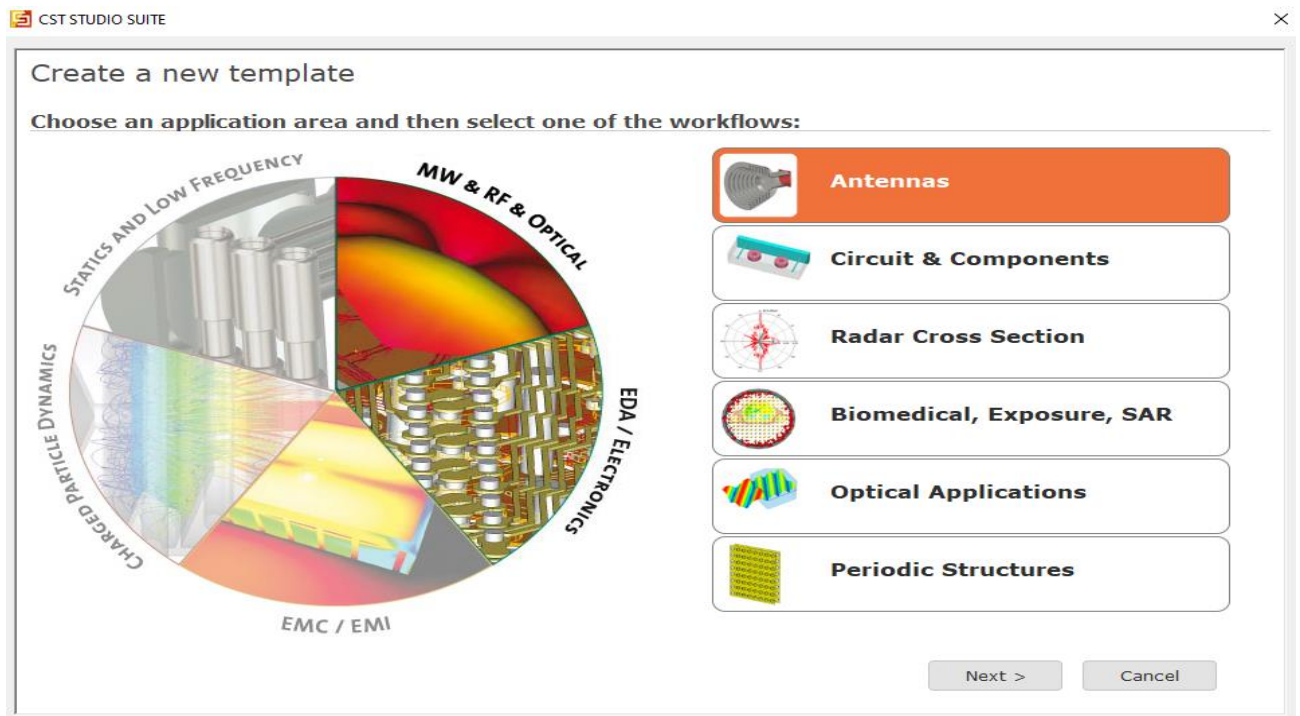 CST STUDIO SUITE
Create a new template
Choose an application area and then select one of the workflows:
STATICS AND LOW FREQUENCY
MW & RF & OPTICAL
EDA / ELECTRONICS
EMC / EMI
CHARGED PARTICLE DYNAMICS
Antennas
Circuit & Components
Radar Cross Section
Biomedical, Exposure, SAR
Optical Applications
Periodic Structures
Next >
Cancel